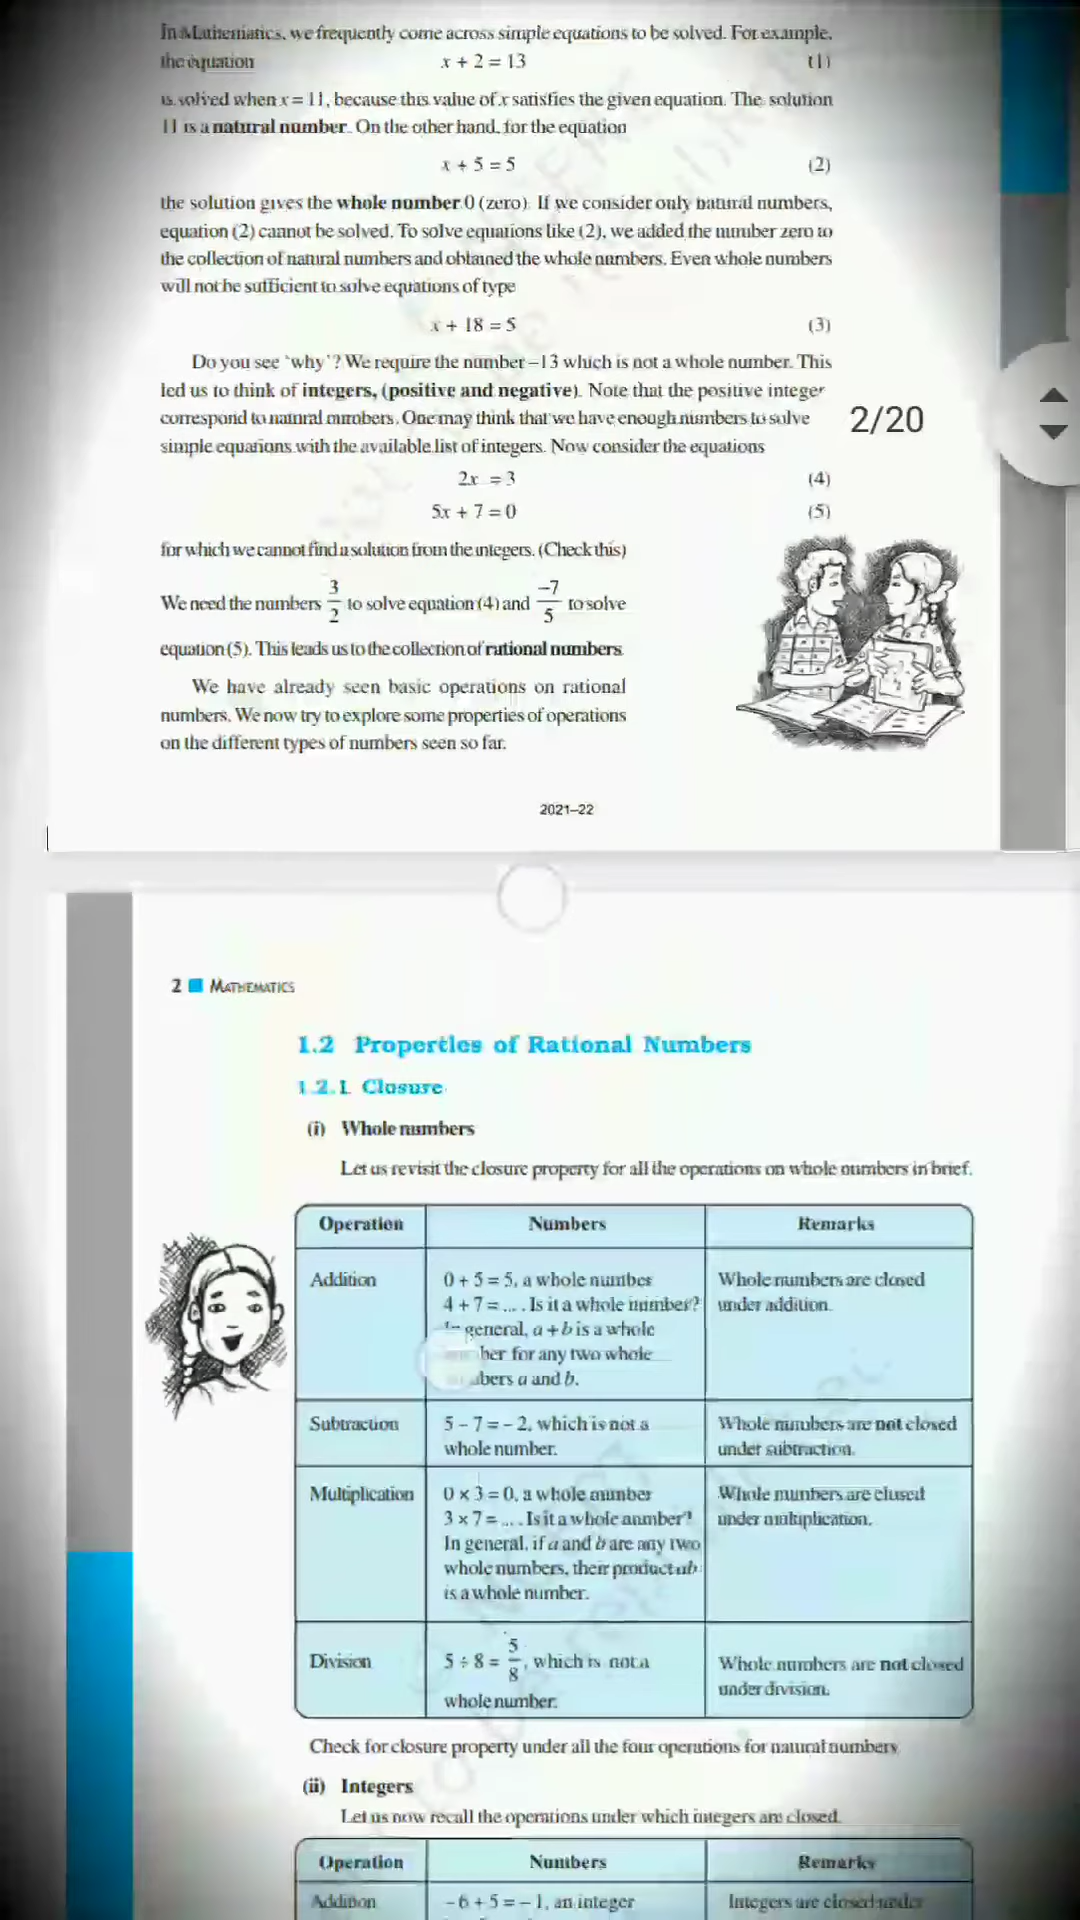 In Mathematics, we frequently come across simple equations to be solved. For example,
the equation x + 2 = 13 (1)
is solved when x = 11, because this value of x satisfies the given equation. The solution
11 is a natural number. On the other hand, for the equation
x + 5 = 5 (2)
the solution gives the whole number 0 (zero). If we consider only natural numbers,
equation (2) cannot be solved. To solve equations like (2), we added the number zero to
the collection of natural numbers and obtained the whole numbers. Even whole numbers
will not be sufficient to solve equations of type
x + 18 = 5 (3)
Do you see 'why'? We require the number –13 which is not a whole number. This
led us to think of integers, (positive and negative). Note that the positive integer
correspond to natural numbers. One may think that we have enough numbers to solve
simple equations with the available list of integers. Now consider the equations
2/20
2x = 3 (4)
5x + 7 = 0 (5)
for which we cannot find a solution from the integers. (Check this)
We need the numbers 3/2 to solve equation (4) and –7/5 to solve
equation (5). This leads us to the collection of rational numbers.
We have already seen basic operations on rational
numbers. We now try to explore some properties of operations
on the different types of numbers seen so far.
2021–22
2 MATHEMATICS
1.2 Properties of Rational Numbers
1.2.1 Closure
(i) Whole numbers
Let us revisit the closure property for all the operations on whole numbers in brief.
Operation Numbers Remarks
Addition 0 + 5 = 5, a whole number Whole numbers are closed
4 + 7 = ... . Is it a whole number? under addition.
general, a + b is a whole
for any two whole
a and b.
Subtraction 5 – 7 = – 2, which is not a Whole numbers are not closed
whole number. under subtraction.
Multiplication 0 × 3 = 0, a whole number Whole numbers are closed
3 × 7 = ... . Is it a whole number? under multiplication.
In general, if a and b are any two
whole numbers, their product ab
is a whole number.
Division 5 ÷ 8 = 5/8, which is not a Whole numbers are not closed
whole number. under division.
Check for closure property under all the four operations for natural numbers.
(ii) Integers
Let us now recall the operations under which integers are closed.
Operation Numbers Remarks
Addition – 6 + 5 = – 1, an integer Integers are closed under